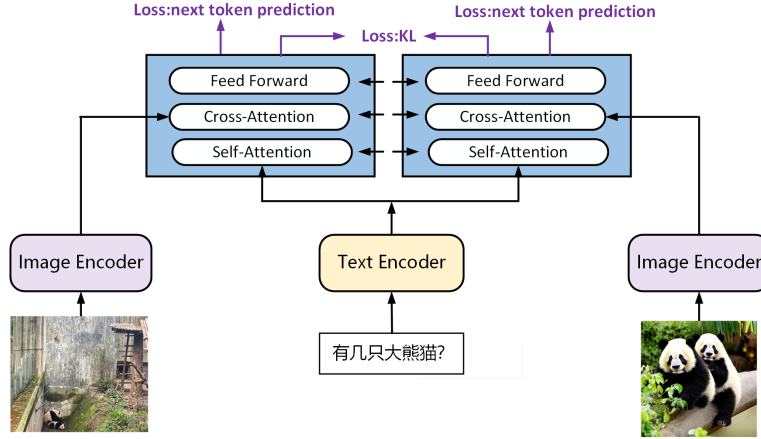 Loss:next token prediction
Loss:next token prediction
Loss:KL
Feed Forward
Feed Forward
Cross-Attention
Cross-Attention
Self-Attention
Self-Attention
Image Encoder
Text Encoder
Image Encoder
有几只大熊猫?